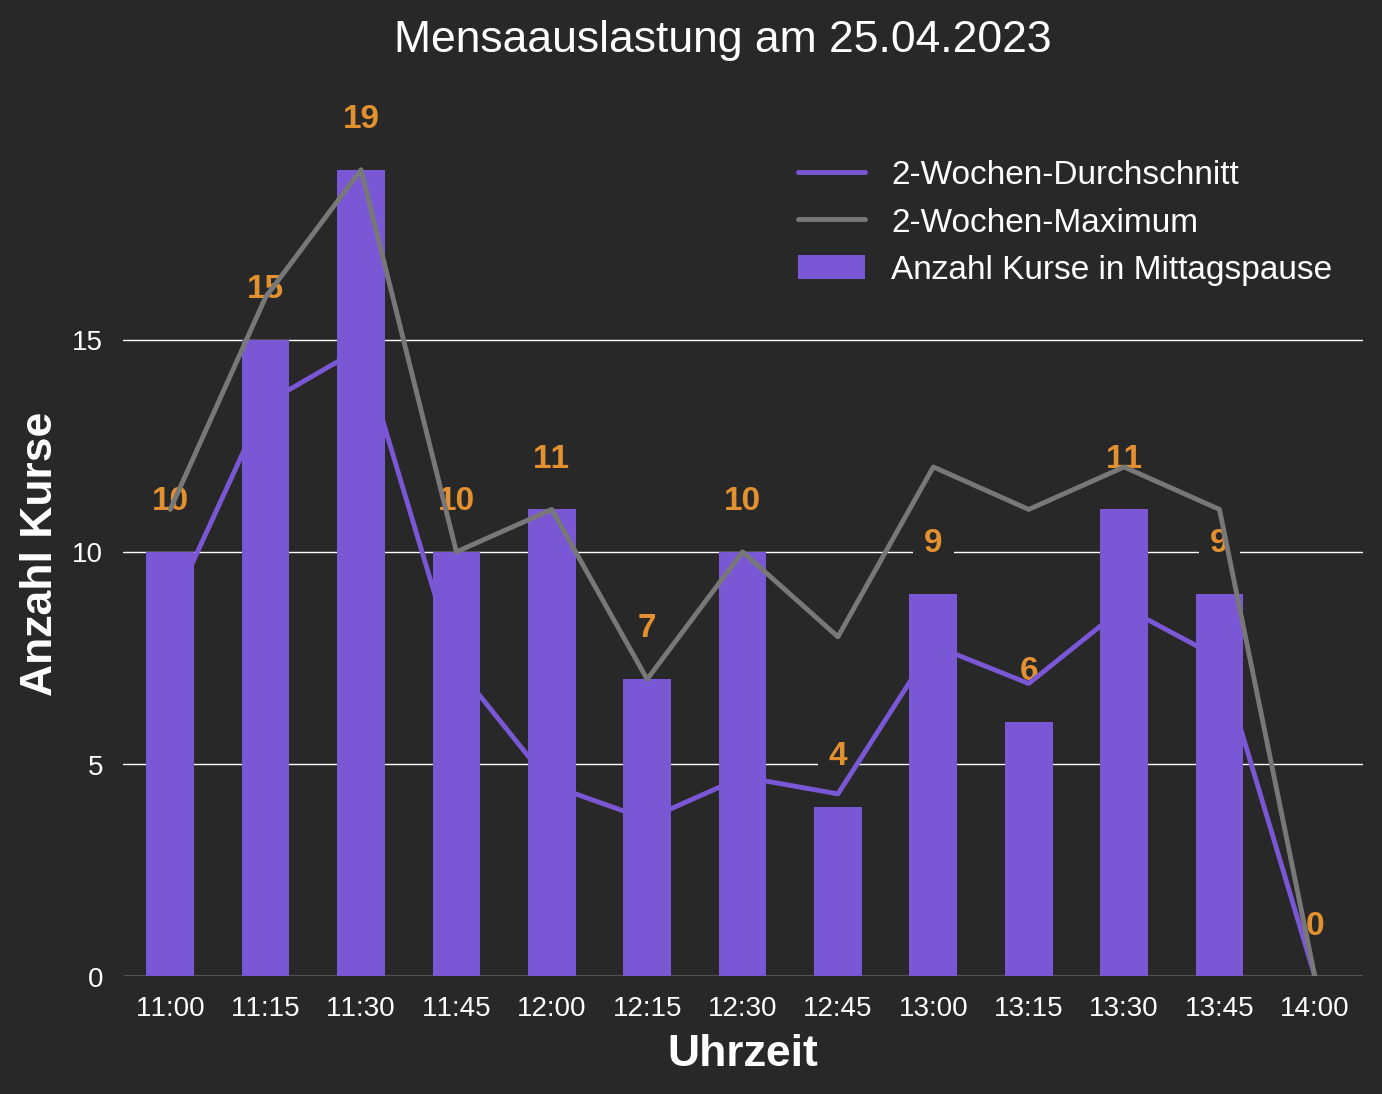 Mensaauslastung am 25.04.2023
19
2-Wochen-Durchschnitt
2-Wochen-Maximum
Anzahl Kurse in Mittagspause
15
15
11
11
10
10
10
10
9
9
7
6
5
4
0
0
Anzahl Kurse
11:00 11:15 11:30 11:45 12:00 12:15 12:30 12:45 13:00 13:15 13:30 13:45 14:00
Uhrzeit